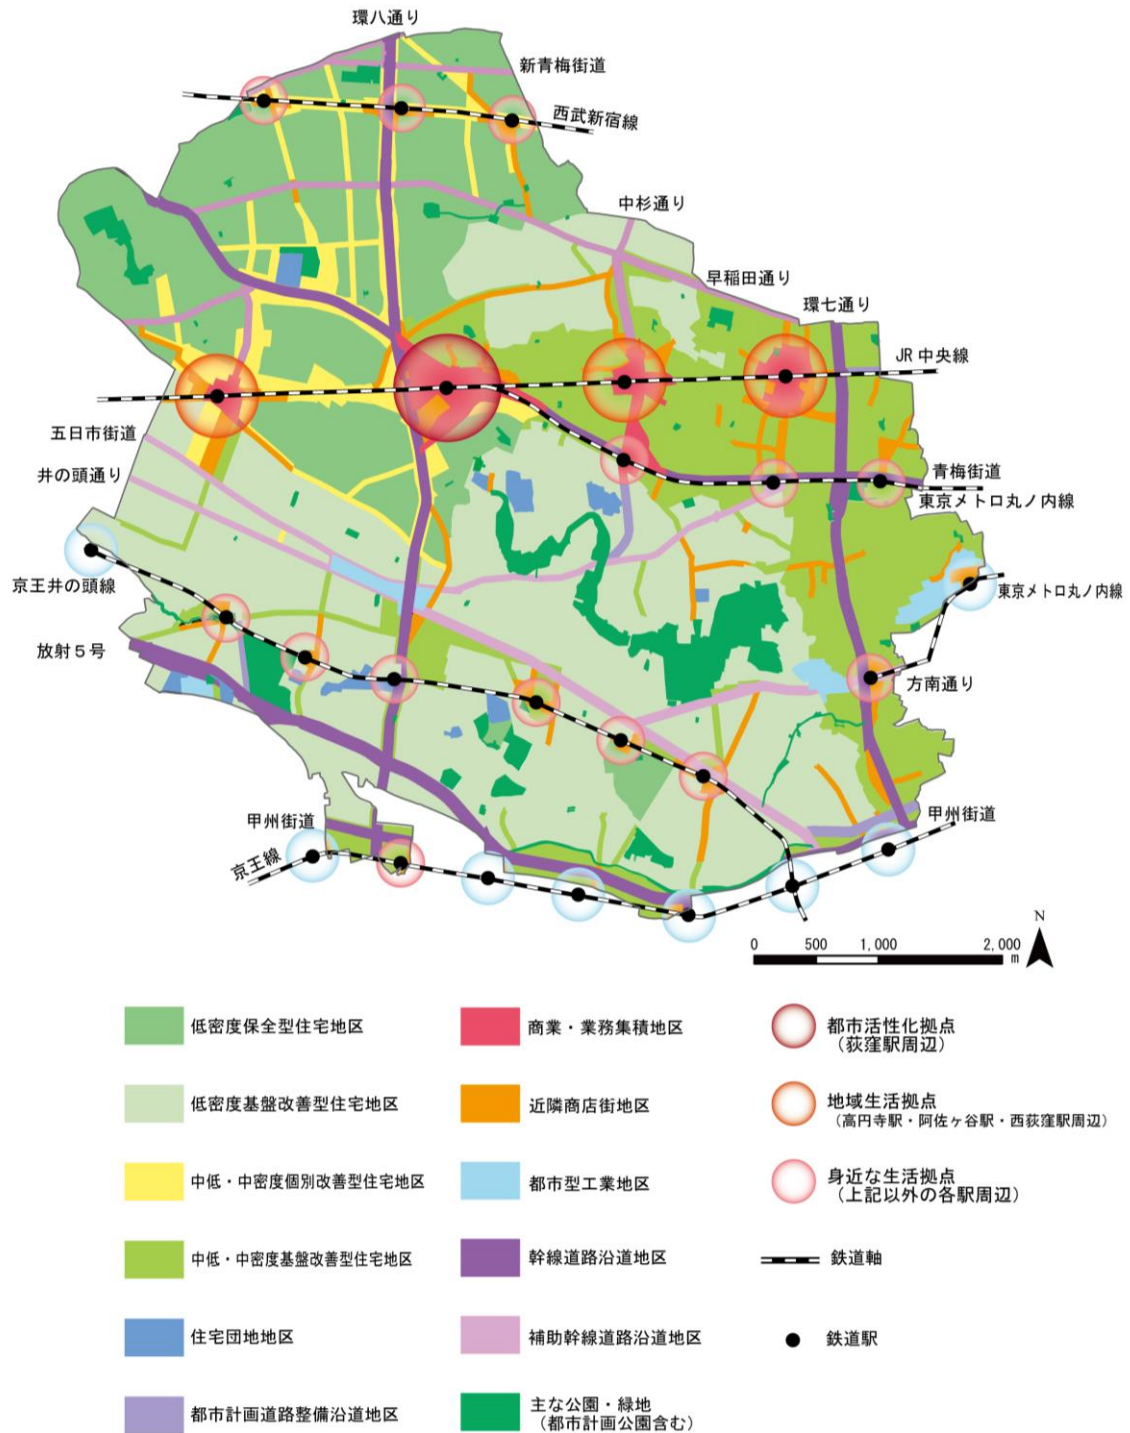 環八通り
新青梅街道
西武新宿線
中杉通り
早稲田通り
環七通り
JR中央線
五日市街道
井の頭通り
青梅街道
東京メトロ丸ノ内線
京王井の頭線
東京メトロ丸ノ内線
放射5号
方南通り
甲州街道
甲州街道
京王線
N
0 500 1,000 2,000
m
低密度保全型住宅地区
低密度基盤改善型住宅地区
中低・中密度個別改善型住宅地区
中低・中密度基盤改善型住宅地区
住宅団地地区
都市計画道路整備沿道地区
商業・業務集積地区
近隣商店街地区
都市型工業地区
幹線道路沿道地区
補助幹線道路沿道地区
主な公園・緑地
(都市計画公園含む)
都市活性化拠点
(荻窪駅周辺)
地域生活拠点
(高円寺駅・阿佐ヶ谷駅・西荻窪駅周辺)
身近な生活拠点
(上記以外の各駅周辺)
鉄道軸
鉄道駅